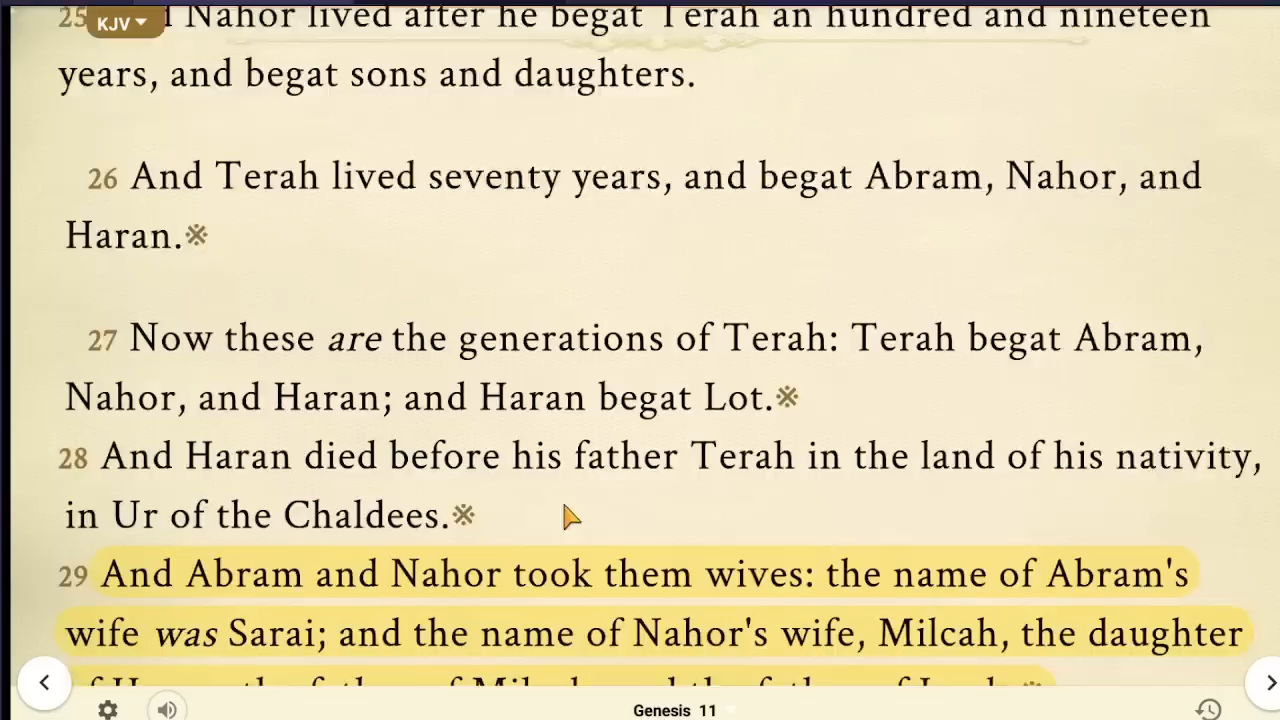 25 Nahor lived after he begat Terah an hundred and nineteen
KJV
years, and begat sons and daughters.
26 And Terah lived seventy years, and begat Abram, Nahor, and
Haran.※
27 Now these are the generations of Terah: Terah begat Abram,
Nahor, and Haran; and Haran begat Lot.※
28 And Haran died before his father Terah in the land of his nativity,
in Ur of the Chaldees.※
29 And Abram and Nahor took them wives: the name of Abram's
wife was Sarai; and the name of Nahor's wife, Milcah, the daughter
Genesis 11